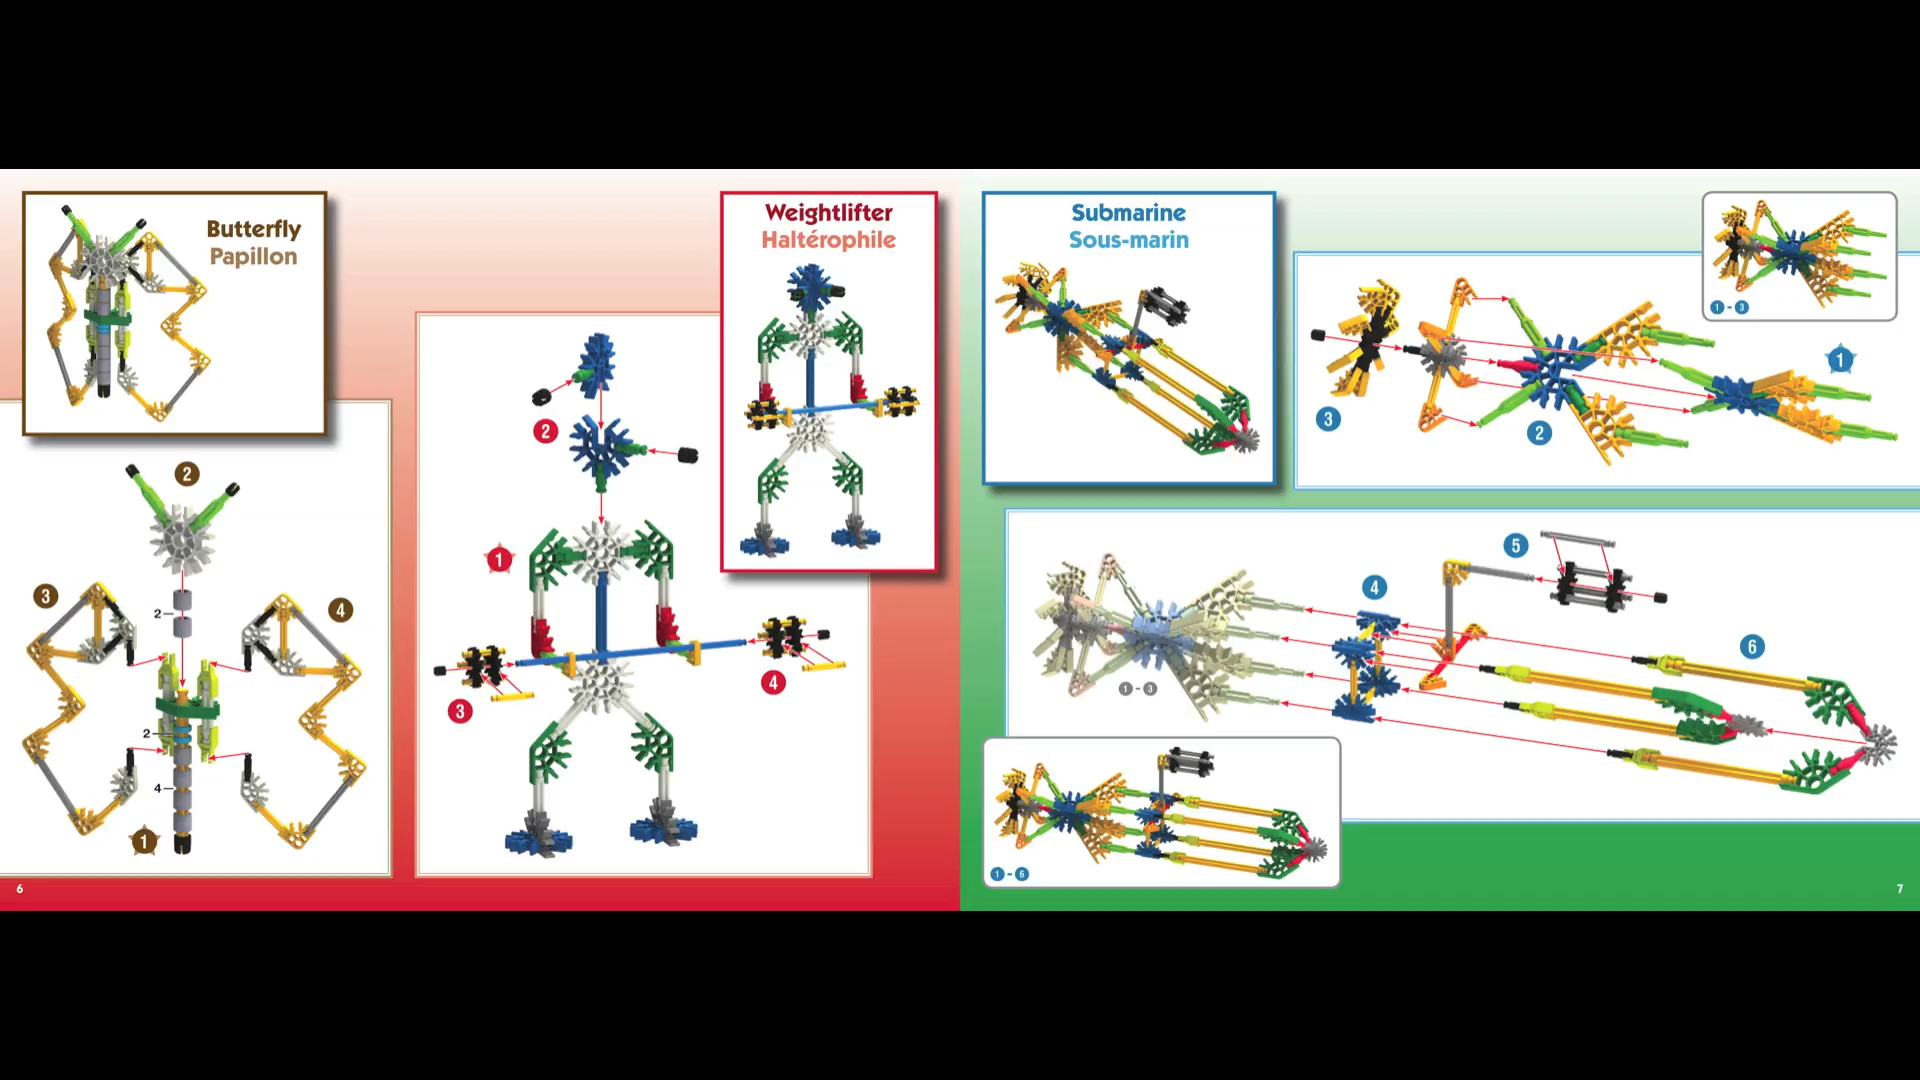 Butterfly
Papillon
2
2
3
4
2
4
1
6
Weightlifter
Haltérophile
2
1
3
4
Submarine
Sous-marin
1 - 3
1
3
2
5
4
6
1 - 3
1 - 6
7